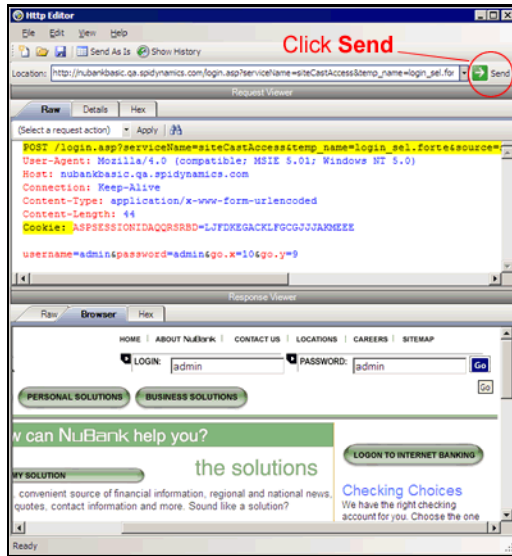 Http Editor
File Edit View Help
Send As Is Show History
Click Send
Location: http://nubankbasic.qa.spidynamics.com/login.asp?serviceName=siteCastAccess&temp_name=login_sel.for Send
Request Viewer
Raw Details Hex
(Select a request action) Apply
POST /login.asp?serviceName=siteCastAccess&temp_name=login_sel.forte&source=
User-Agent: Mozilla/4.0 (compatible; MSIE 5.01; Windows NT 5.0)
Host: nubankbasic.qa.spidynamics.com
Connection: Keep-Alive
Content-Type: application/x-www-form-urlencoded
Content-Length: 44
Cookie: ASPSESSIONIDAQQRSRBD=LJFDKEGACKLFGCGJJJAKMEEE
username=admin&password=admin&go.x=10&go.y=9
Response Viewer
Raw Browser Hex
HOME | ABOUT NuBank | CONTACT US | LOCATIONS | CAREERS | SITEMAP
LOGIN: admin PASSWORD: admin Go
Go
PERSONAL SOLUTIONS BUSINESS SOLUTIONS
w can NuBank help you?
LOGON TO INTERNET BANKING
MY SOLUTION
the solutions
, convenient source of financial information, regional and national news,
quotes, contact information and more. Sound like a solution?
Checking Choices
We have the right checking
account for you. Choose the one
Ready